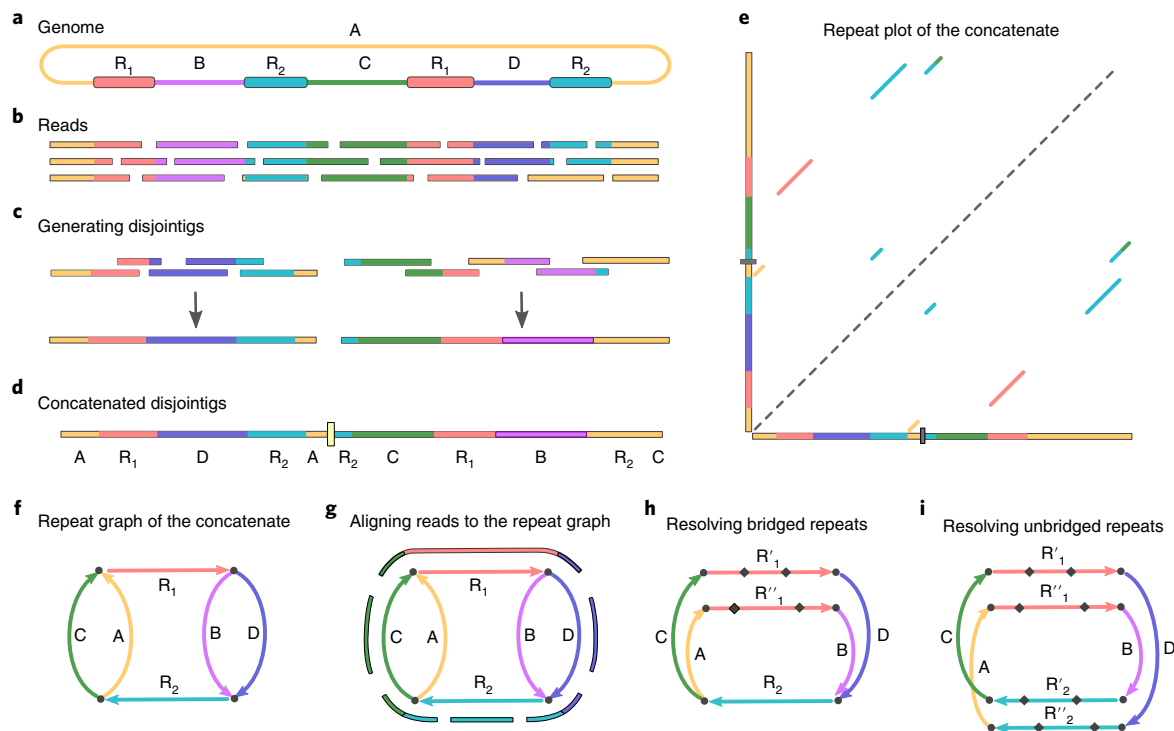 a
Genome
A
R1 B R2 C R1 D R2
b
Reads
c
Generating disjointigs
d
Concatenated disjointigs
A R1 D R2 A R2 C R1 B R2 C
e
Repeat plot of the concatenate
f
Repeat graph of the concatenate
R1
C A B D
R2
g
Aligning reads to the repeat graph
R1
C A B D
R2
h
Resolving bridged repeats
R′1
R″1
C A B D
R2
i
Resolving unbridged repeats
R′1
R″1
C A B D
R′2
R″2